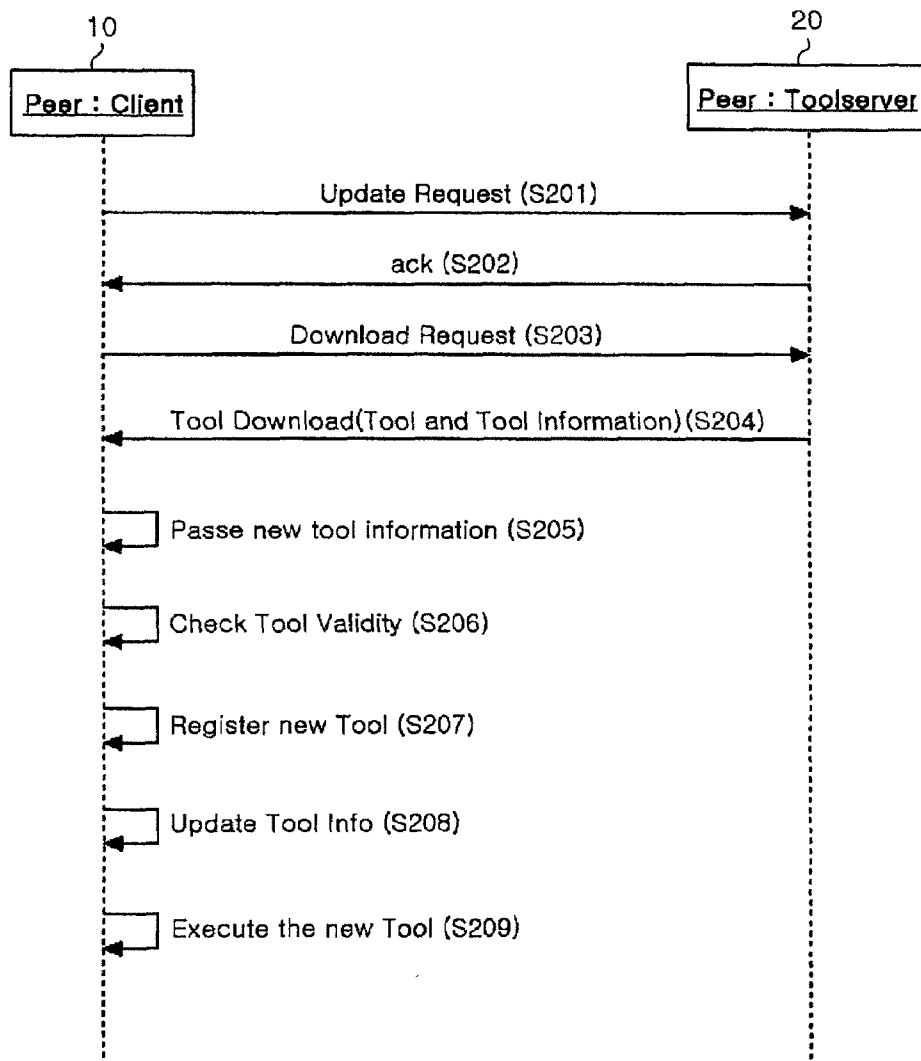 10
20
Peer : Client
Peer : Toolserver
Update Request (S201)
ack (S202)
Download Request (S203)
Tool Download(Tool and Tool Information)(S204)
Passe new tool information (S205)
Check Tool Validity (S206)
Register new Tool (S207)
Update Tool Info (S208)
Execute the new Tool (S209)